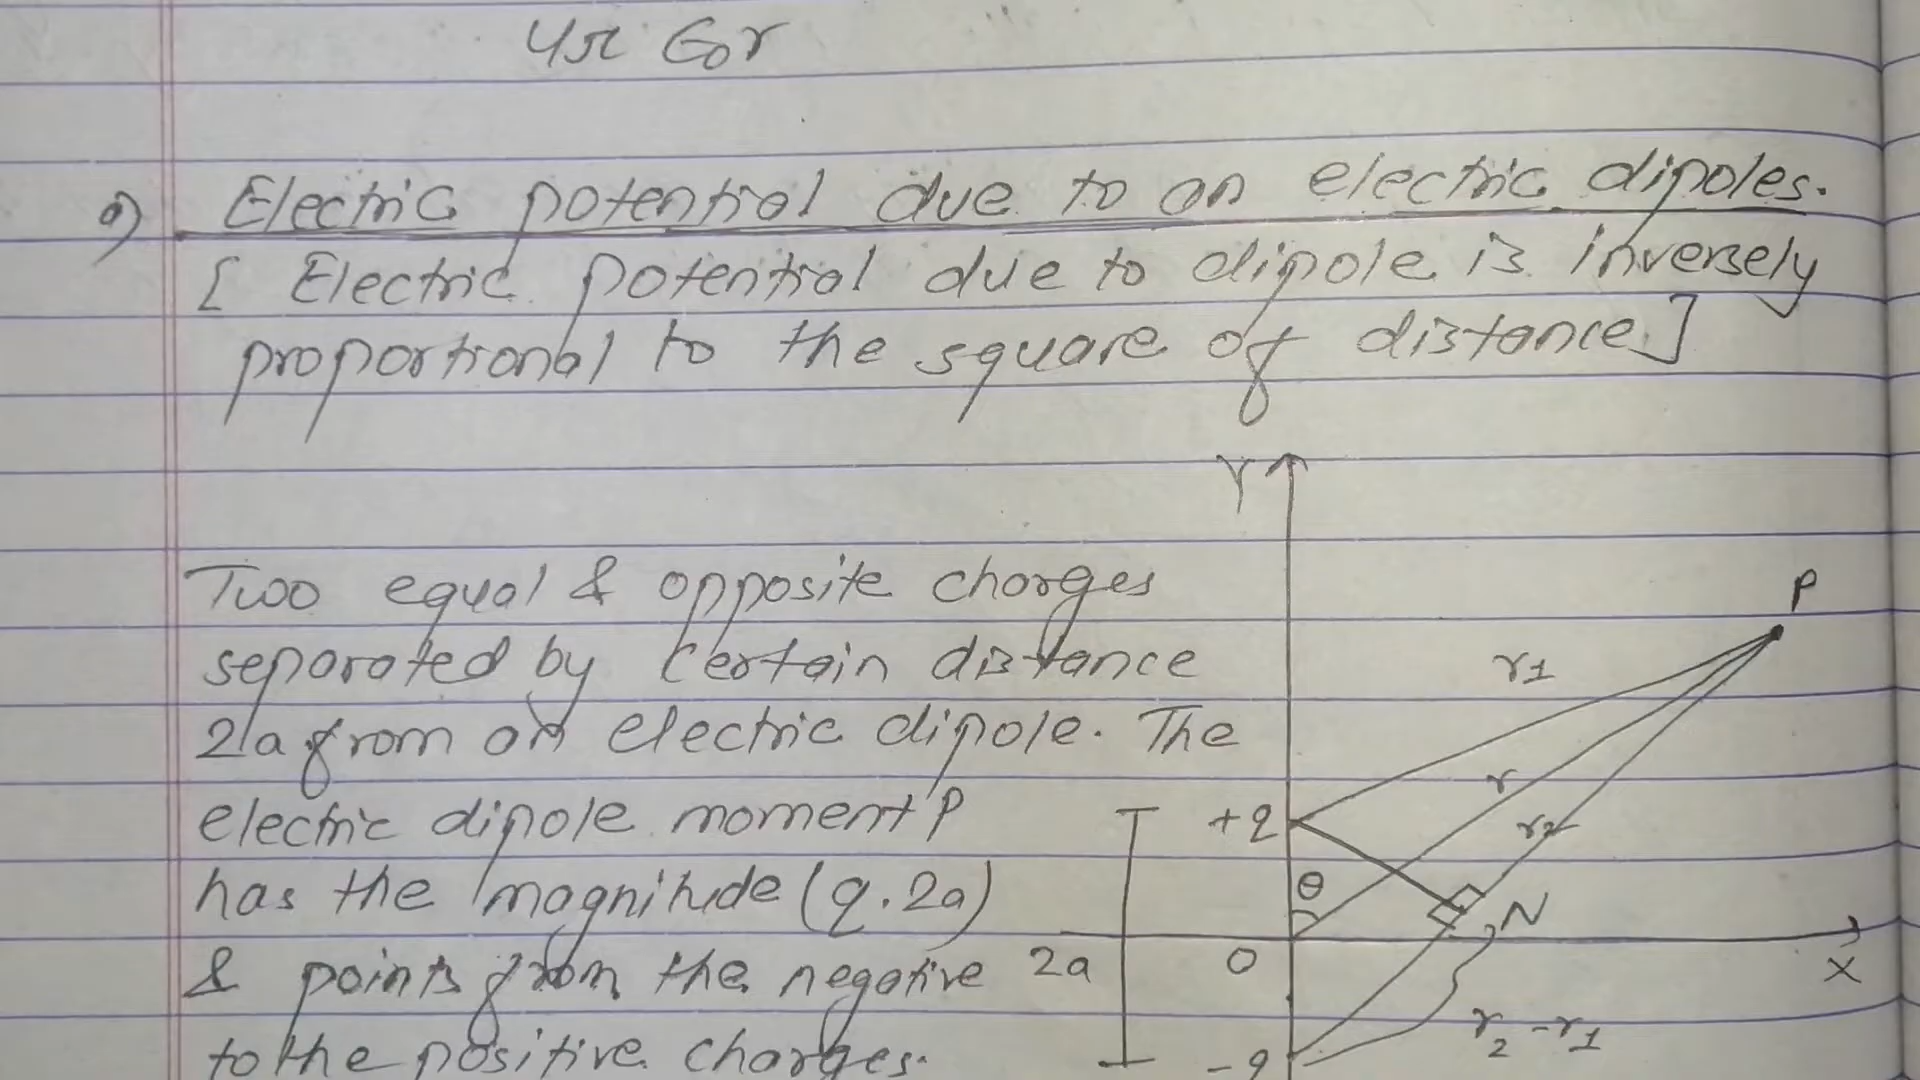 4π ϵ0r
9) Electric potential due to an electric dipoles.
[ Electric potential due to dipole is inversely
proportional to the square of distance]
Y
Two equal & opposite charges
P
separated by certain distance
r1
2a from an electric dipole. The
r
electric dipole moment P
+q
r2
has the magnitude (q.2a)
θ
N
& points from the negative
2a
O
X
r2-r1
to the positive charges.
-q